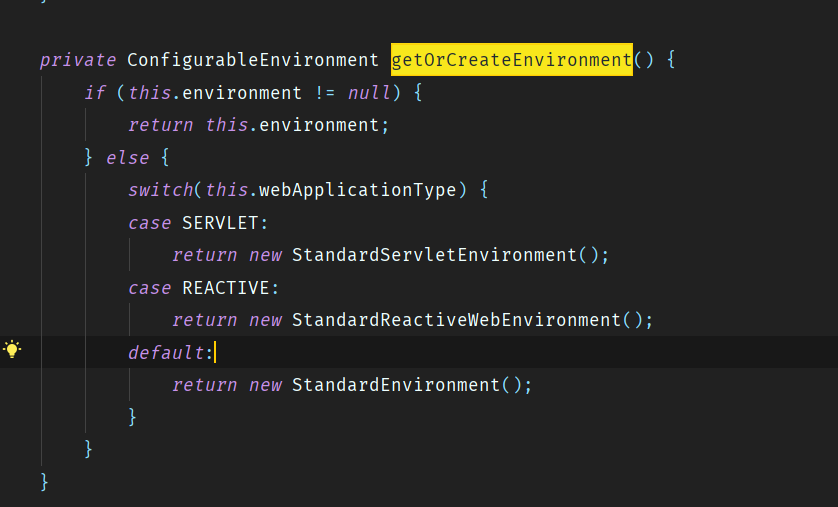 }
private ConfigurableEnvironment getOrCreateEnvironment() {
if (this.environment != null) {
return this.environment;
} else {
switch(this.webApplicationType) {
case SERVLET:
return new StandardServletEnvironment();
case REACTIVE:
return new StandardReactiveWebEnvironment();
default:
return new StandardEnvironment();
}
}
}